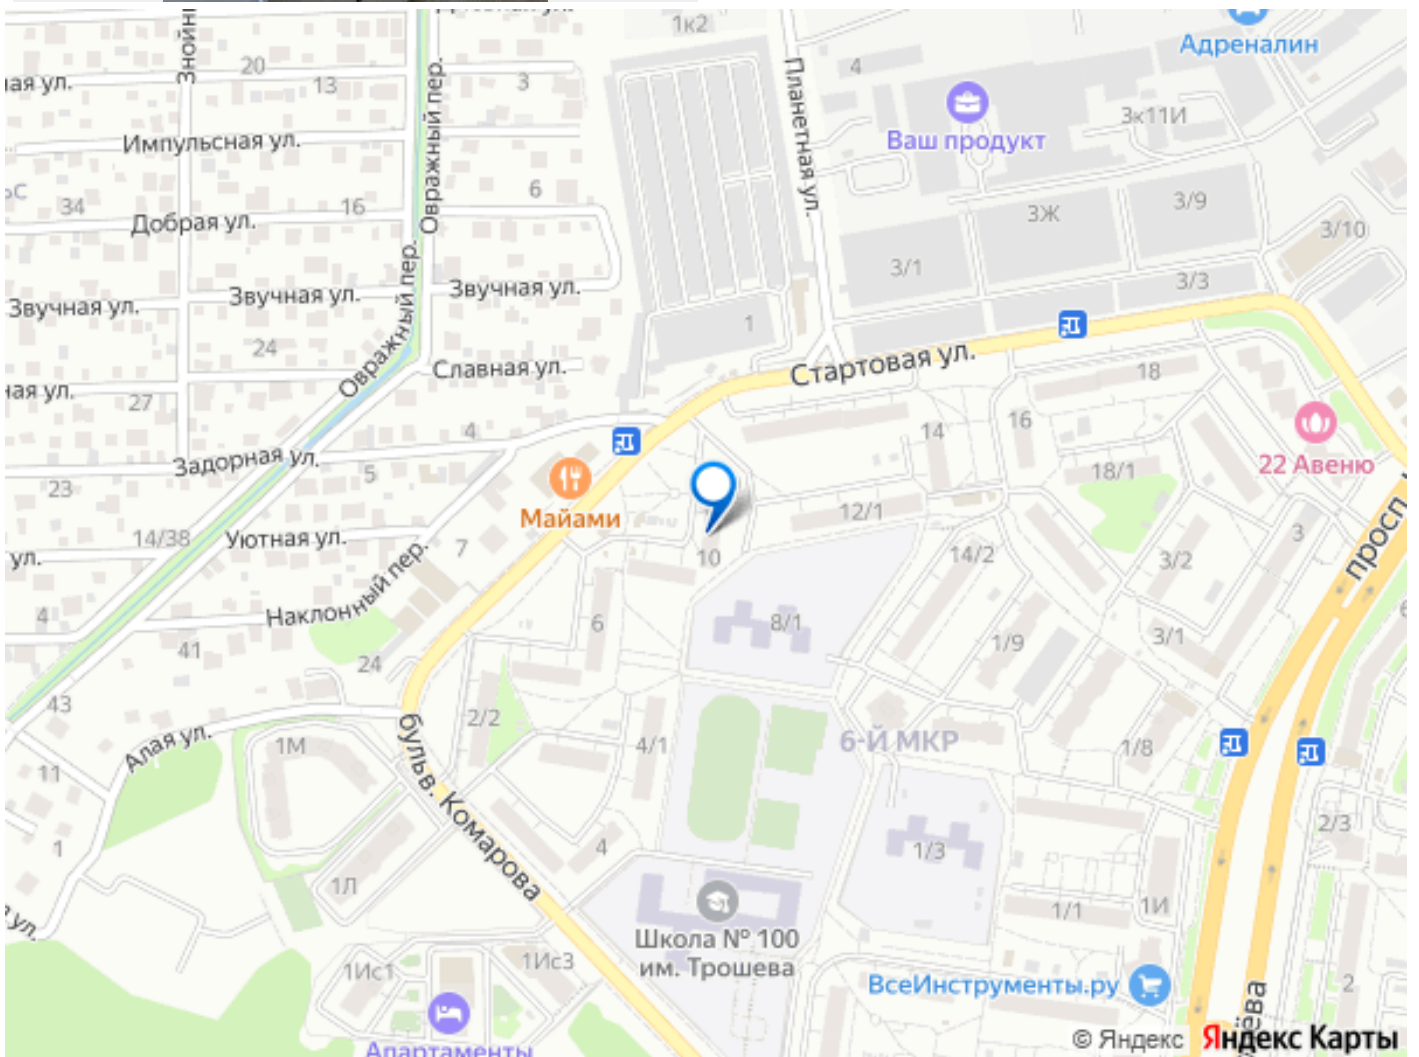 1к2
Адреналин
Знойн
20
13
ая ул.
3
Овражный пер.
Планетная ул.
4
Ваш продукт
3к11И
Импульсная ул.
34
Добрая ул.
16
6
3Ж
3/9
3/10
Овражный пер.
3/1
3/3
Звучная ул.
Звучная ул.
Звучная ул.
1
24
Славная ул.
Стартовая ул.
18
ная ул.
27
4
14
16
22 Авеню
Задорная ул.
5
18/1
23
Майами
12/1
14/38
Уютная ул.
7
10
14/2
3/2
3
просп
ул.
Наклонный пер.
4
6
8/1
1/9
3/1
41
24
43
2/2
Алая ул.
1М
бульв. Комарова
4/1
6-Й МКР
1/8
11
1
4
1/3
2/3
1Л
1/1
1И
Школа № 100
им. Трошева
ул.
1Ис1
1Ис3
ВсеИнструменты.ру
2
ёва
Апартаменты
© Яндекс Яндекс Карты